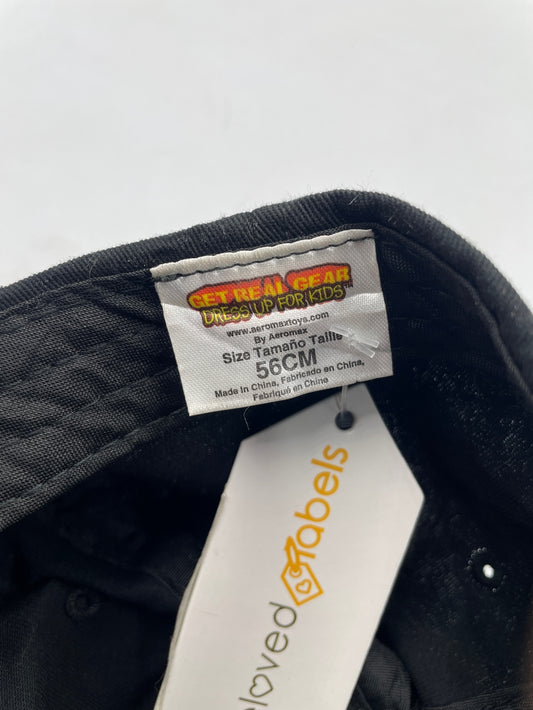 GET REAL GEAR
DRESS UP FOR KIDS
www.aeromaxtoys.com
By Aeromax
Size Tamaño Taille
56CM
Made in China, Fabricado en China,
Fabriqué en China
labels
loved